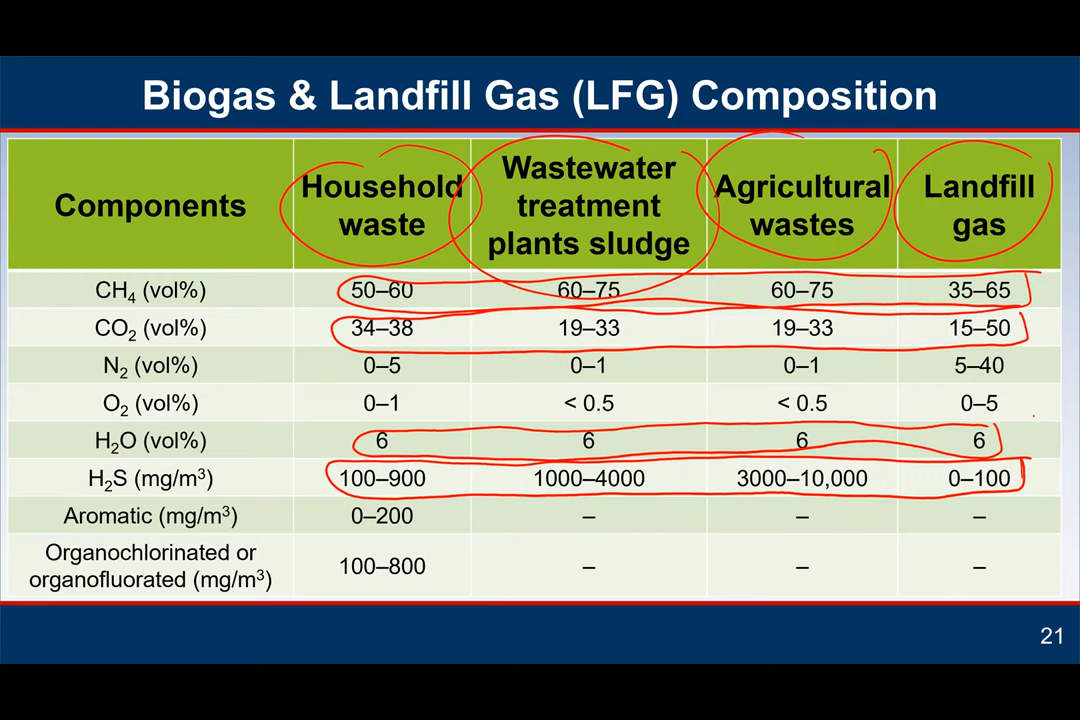 Biogas & Landfill Gas (LFG) Composition
Components Household waste Wastewater treatment plants sludge Agricultural wastes Landfill gas
CH₄ (vol%) 50–60 60–75 60–75 35–65
CO₂ (vol%) 34–38 19–33 19–33 15–50
N₂ (vol%) 0–5 0–1 0–1 5–40
O₂ (vol%) 0–1 < 0.5 < 0.5 0–5
H₂O (vol%) 6 6 6 6
H₂S (mg/m³) 100–900 1000–4000 3000–10,000 0–100
Aromatic (mg/m³) 0–200 – – –
Organochlorinated or organofluorated (mg/m³) 100–800 – – –
21